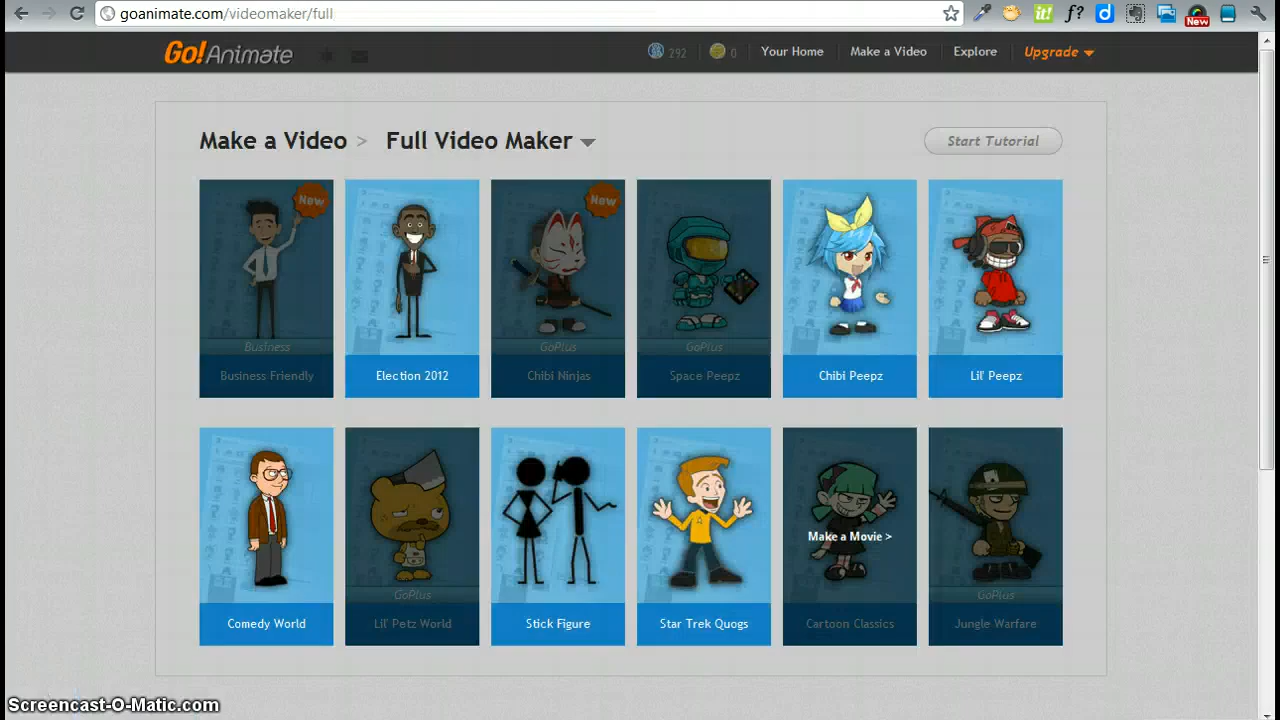 goanimate.com/videomaker/full
it! f? d New
Go!Animate 292 0 Your Home Make a Video Explore Upgrade
Make a Video > Full Video Maker Start Tutorial
New New
Business GoPlus GoPlus
Business Friendly Election 2012 Chibi Ninjas Space Peepz Chibi Peepz Lil' Peepz
Make a Movie >
GoPlus GoPlus
Comedy World Lil' Petz World Stick Figure Star Trek Quogs Cartoon Classics Jungle Warfare
Screencast-O-Matic.com